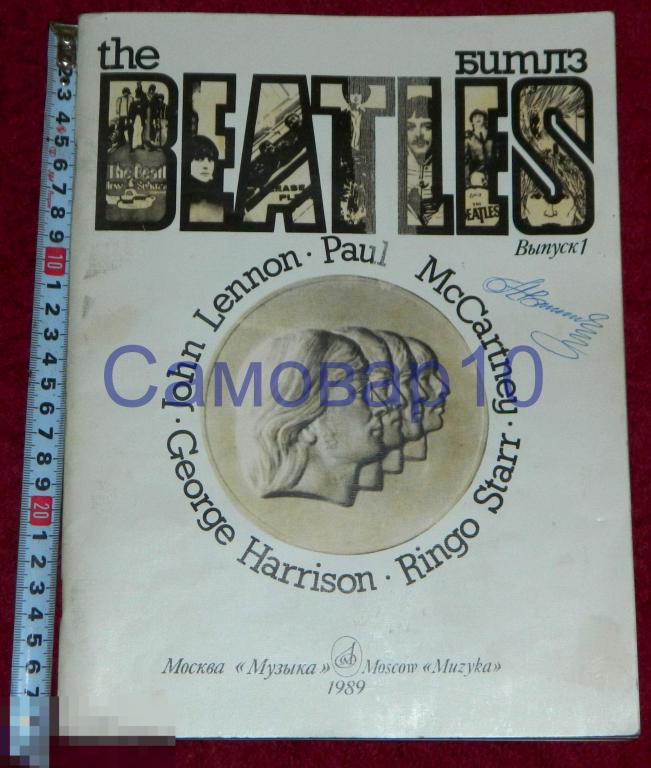 the БИТЛЗ
BEATLES
Выпуск 1
John Lennon · Paul McCartney ·
George Harrison · Ringo Starr ·
Самовар10
Москва «Музыка» Moscow «Muzyka»
1989